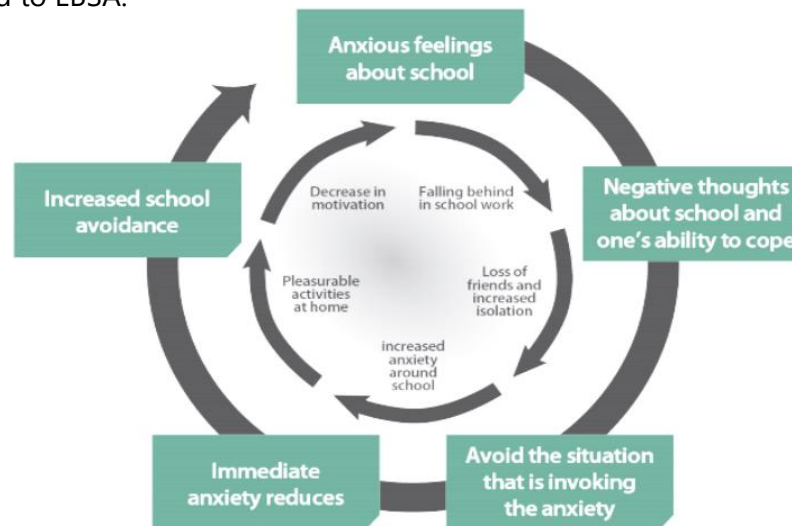 to EBSA.
Anxious feelings
about school
Negative thoughts
about school and
one's ability to cope
Avoid the situation
that is invoking
the anxiety
Immediate
anxiety reduces
Increased school
avoidance
Falling behind
in school work
Loss of
friends and
increased
isolation
increased
anxiety
around
school
Pleasurable
activities
at home
Decrease in
motivation